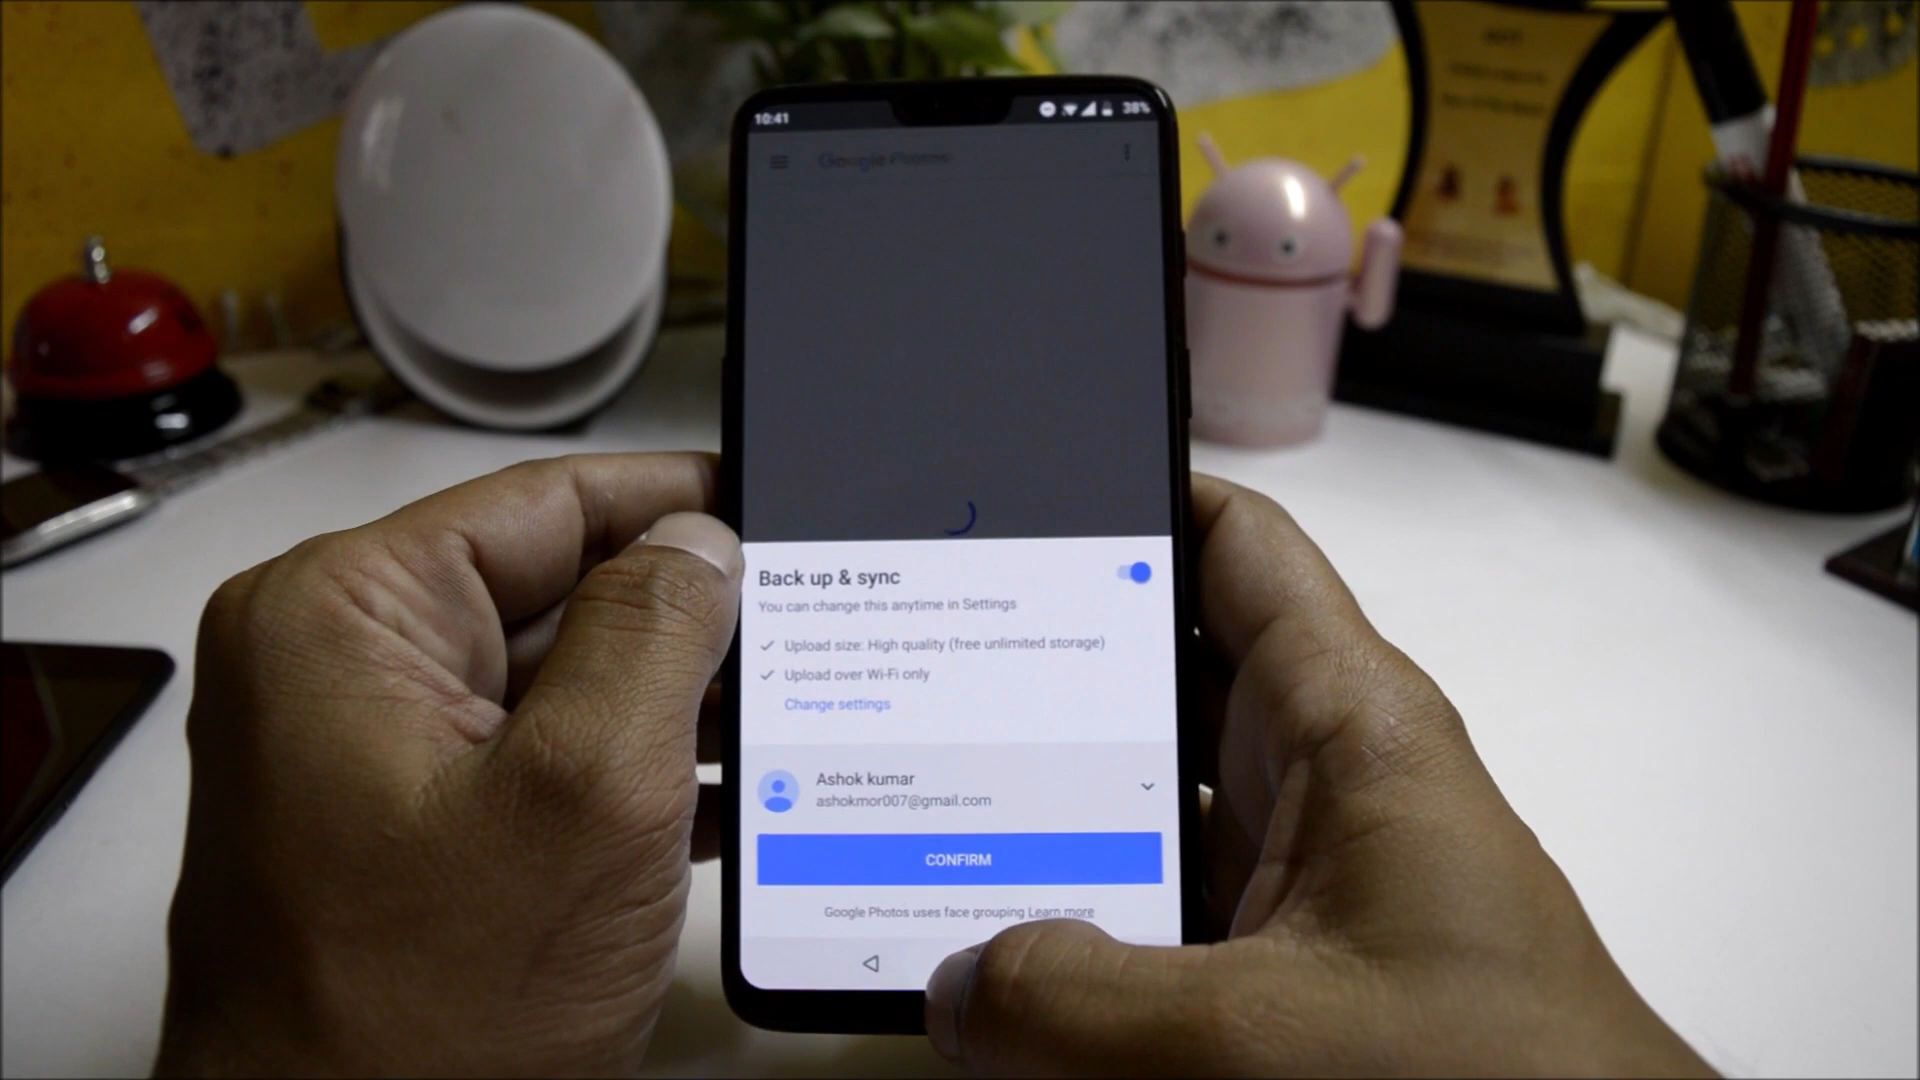 10:41
38%
Google Photos
Back up & sync
You can change this anytime in Settings
Upload size: High quality (free unlimited storage)
Upload over Wi-Fi only
Change settings
Ashok kumar
ashokmor007@gmail.com
CONFIRM
Google Photos uses face grouping Learn more